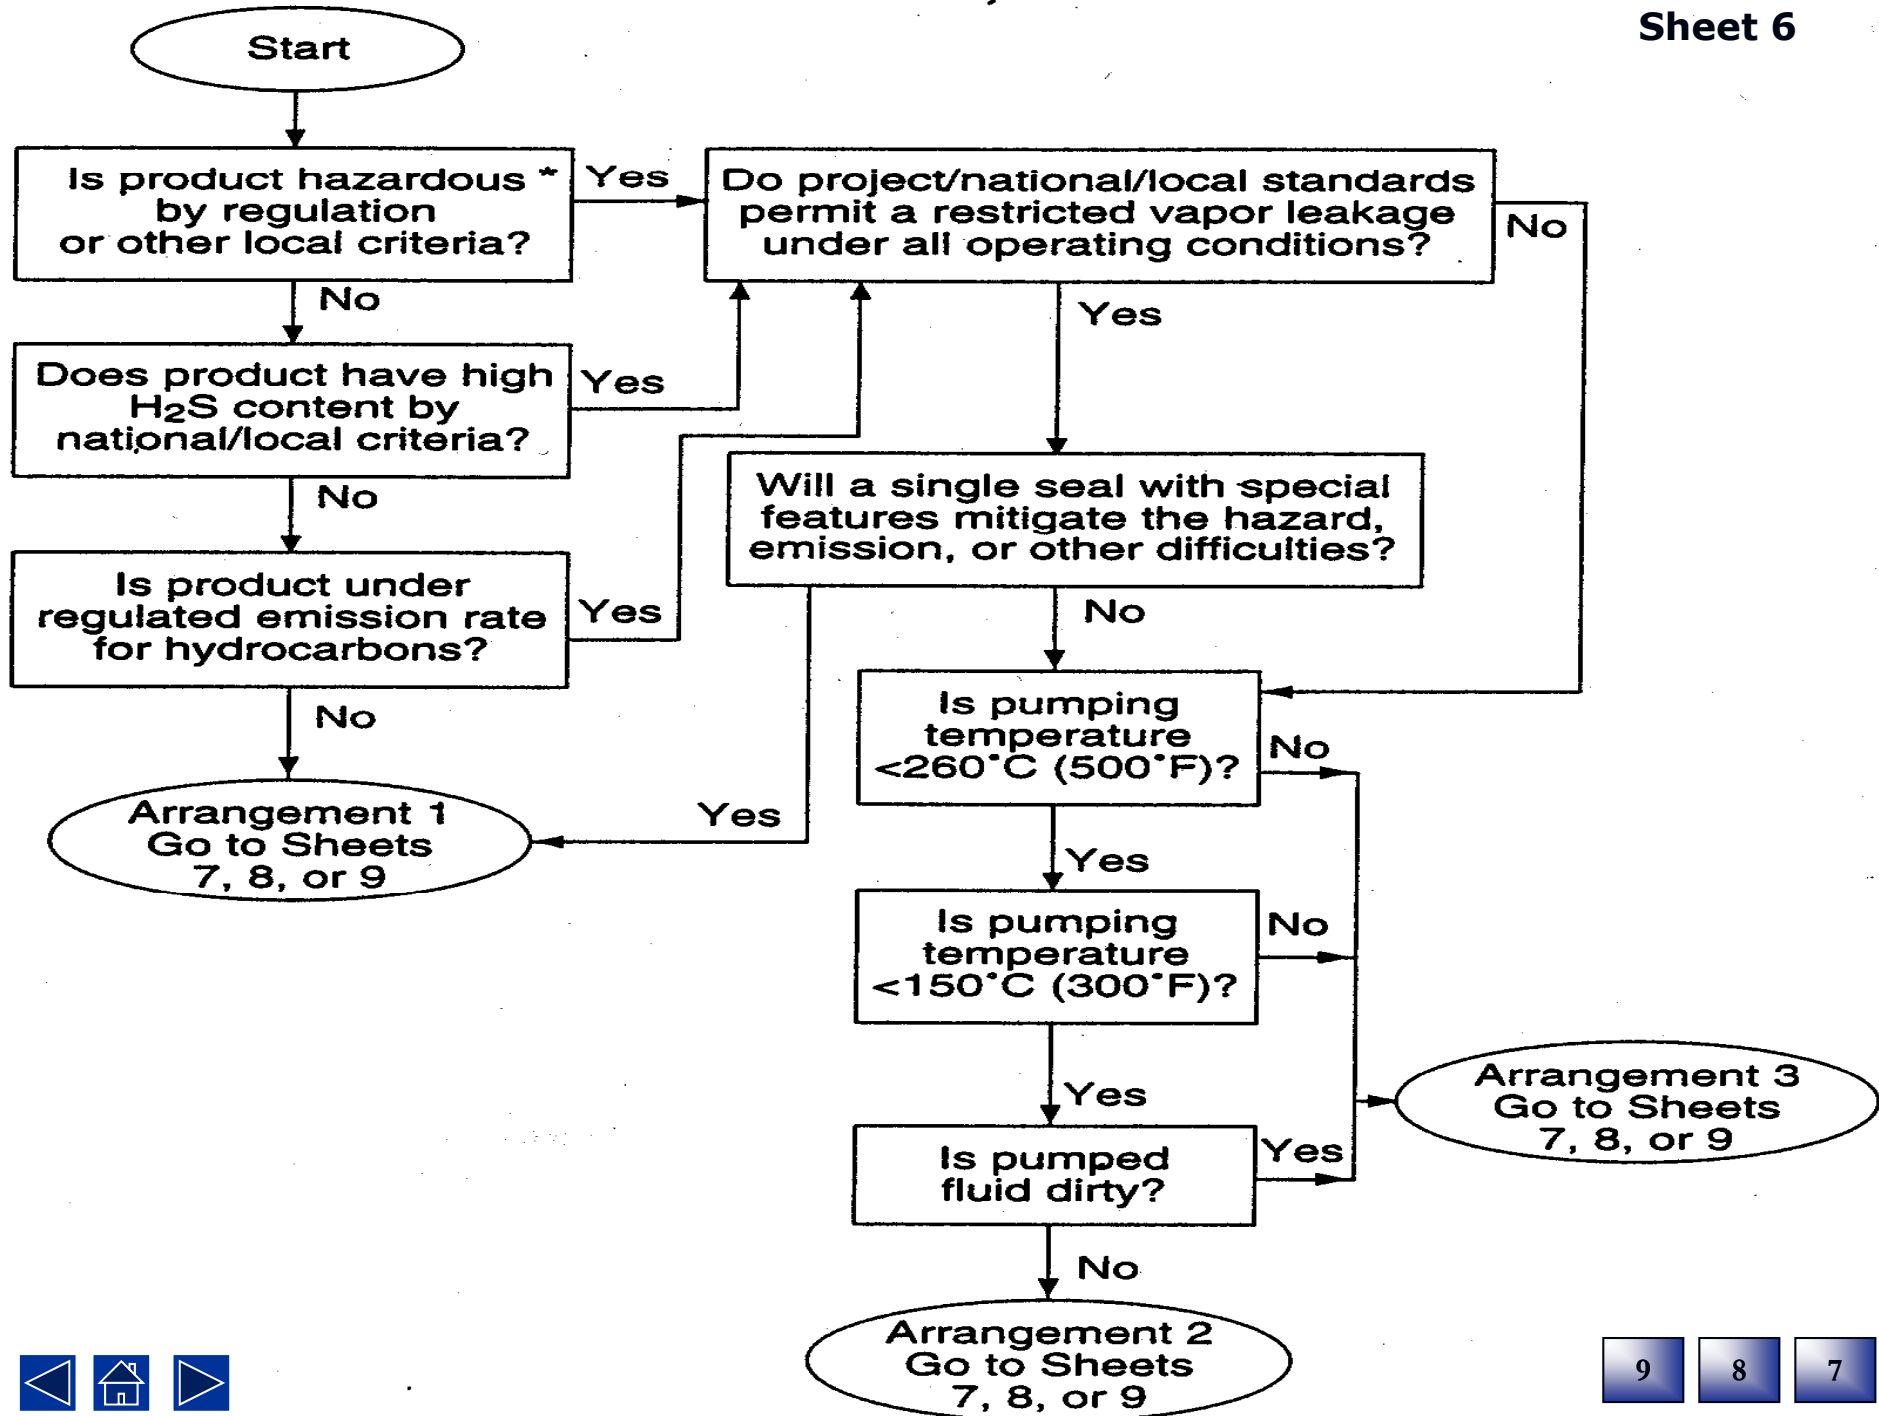 Sheet 6
Start
Is product hazardous *
by regulation
or other local criteria?
Yes
No
Do project/national/local standards
permit a restricted vapor leakage
under all operating conditions?
No
Yes
Does product have high
H₂S content by
national/local criteria?
Yes
No
Will a single seal with special
features mitigate the hazard,
emission, or other difficulties?
No
Yes
Is product under
regulated emission rate
for hydrocarbons?
Yes
No
Arrangement 1
Go to Sheets
7, 8, or 9
Is pumping
temperature
<260°C (500°F)?
No
Yes
Is pumping
temperature
<150°C (300°F)?
No
Yes
Is pumped
fluid dirty?
Yes
No
Arrangement 3
Go to Sheets
7, 8, or 9
Arrangement 2
Go to Sheets
7, 8, or 9
9
8
7